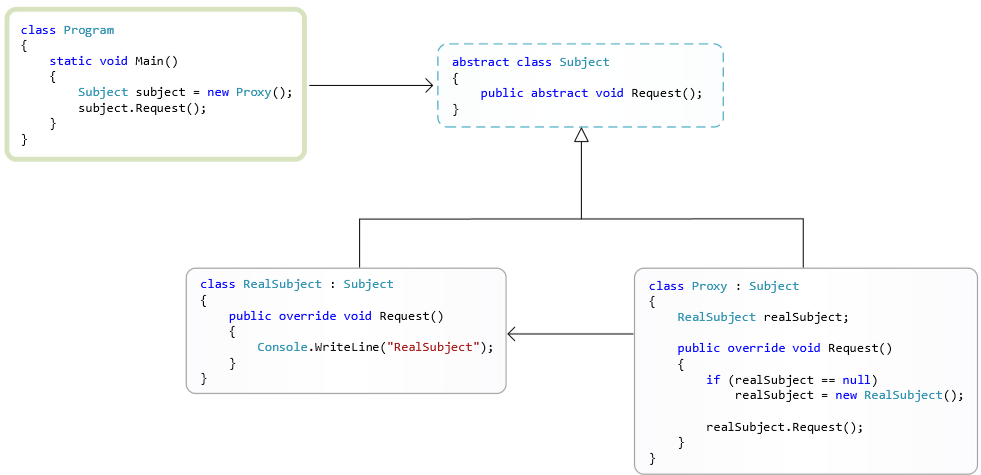 class Program
{
    static void Main()
    {
        Subject subject = new Proxy();
        subject.Request();
    }
}
abstract class Subject
{
    public abstract void Request();
}
class RealSubject : Subject
{
    public override void Request()
    {
        Console.WriteLine("RealSubject");
    }
}
class Proxy : Subject
{
    RealSubject realSubject;

    public override void Request()
    {
        if (realSubject == null)
            realSubject = new RealSubject();

        realSubject.Request();
    }
}